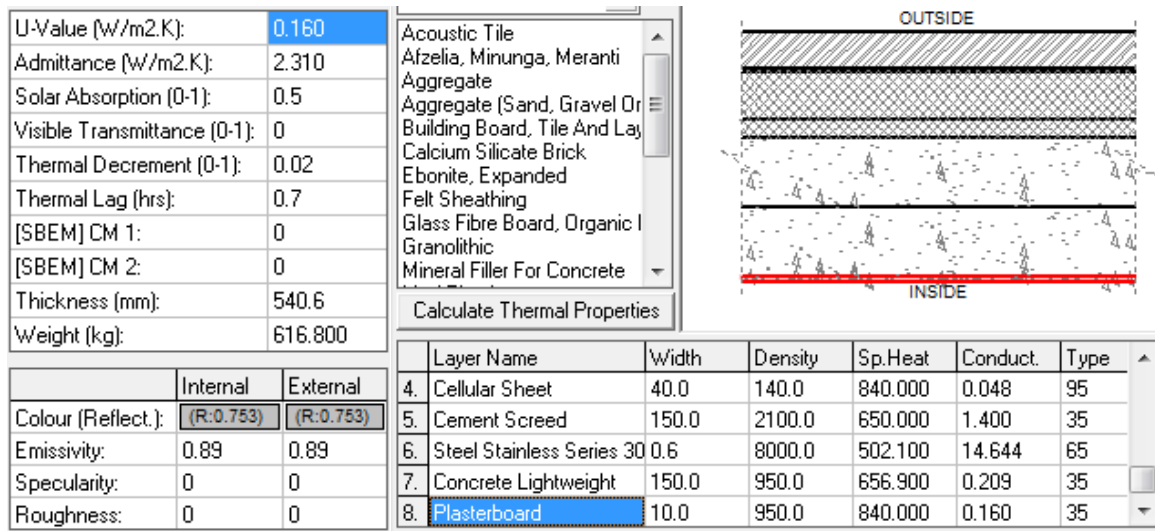 U-Value (W/m2.K): 0.160
Admittance (W/m2.K): 2.310
Solar Absorption (0-1): 0.5
Visible Transmittance (0-1): 0
Thermal Decrement (0-1): 0.02
Thermal Lag (hrs): 0.7
[SBEM] CM 1: 0
[SBEM] CM 2: 0
Thickness (mm): 540.6
Weight (kg): 616.800
Internal External
Colour (Reflect.): (R:0.753) (R:0.753)
Emissivity: 0.89 0.89
Specularity: 0 0
Roughness: 0 0
Acoustic Tile
Afzelia, Minunga, Meranti
Aggregate
Aggregate (Sand, Gravel Or
Building Board, Tile And Lay
Calcium Silicate Brick
Ebonite, Expanded
Felt Sheathing
Glass Fibre Board, Organic
Granolithic
Mineral Filler For Concrete
Calculate Thermal Properties
OUTSIDE
INSIDE
Layer Name Width Density Sp.Heat Conduct. Type
4. Cellular Sheet 40.0 140.0 840.000 0.048 95
5. Cement Screed 150.0 2100.0 650.000 1.400 35
6. Steel Stainless Series 30 0.6 8000.0 502.100 14.644 65
7. Concrete Lightweight 150.0 950.0 656.900 0.209 35
8. Plasterboard 10.0 950.0 840.000 0.160 35